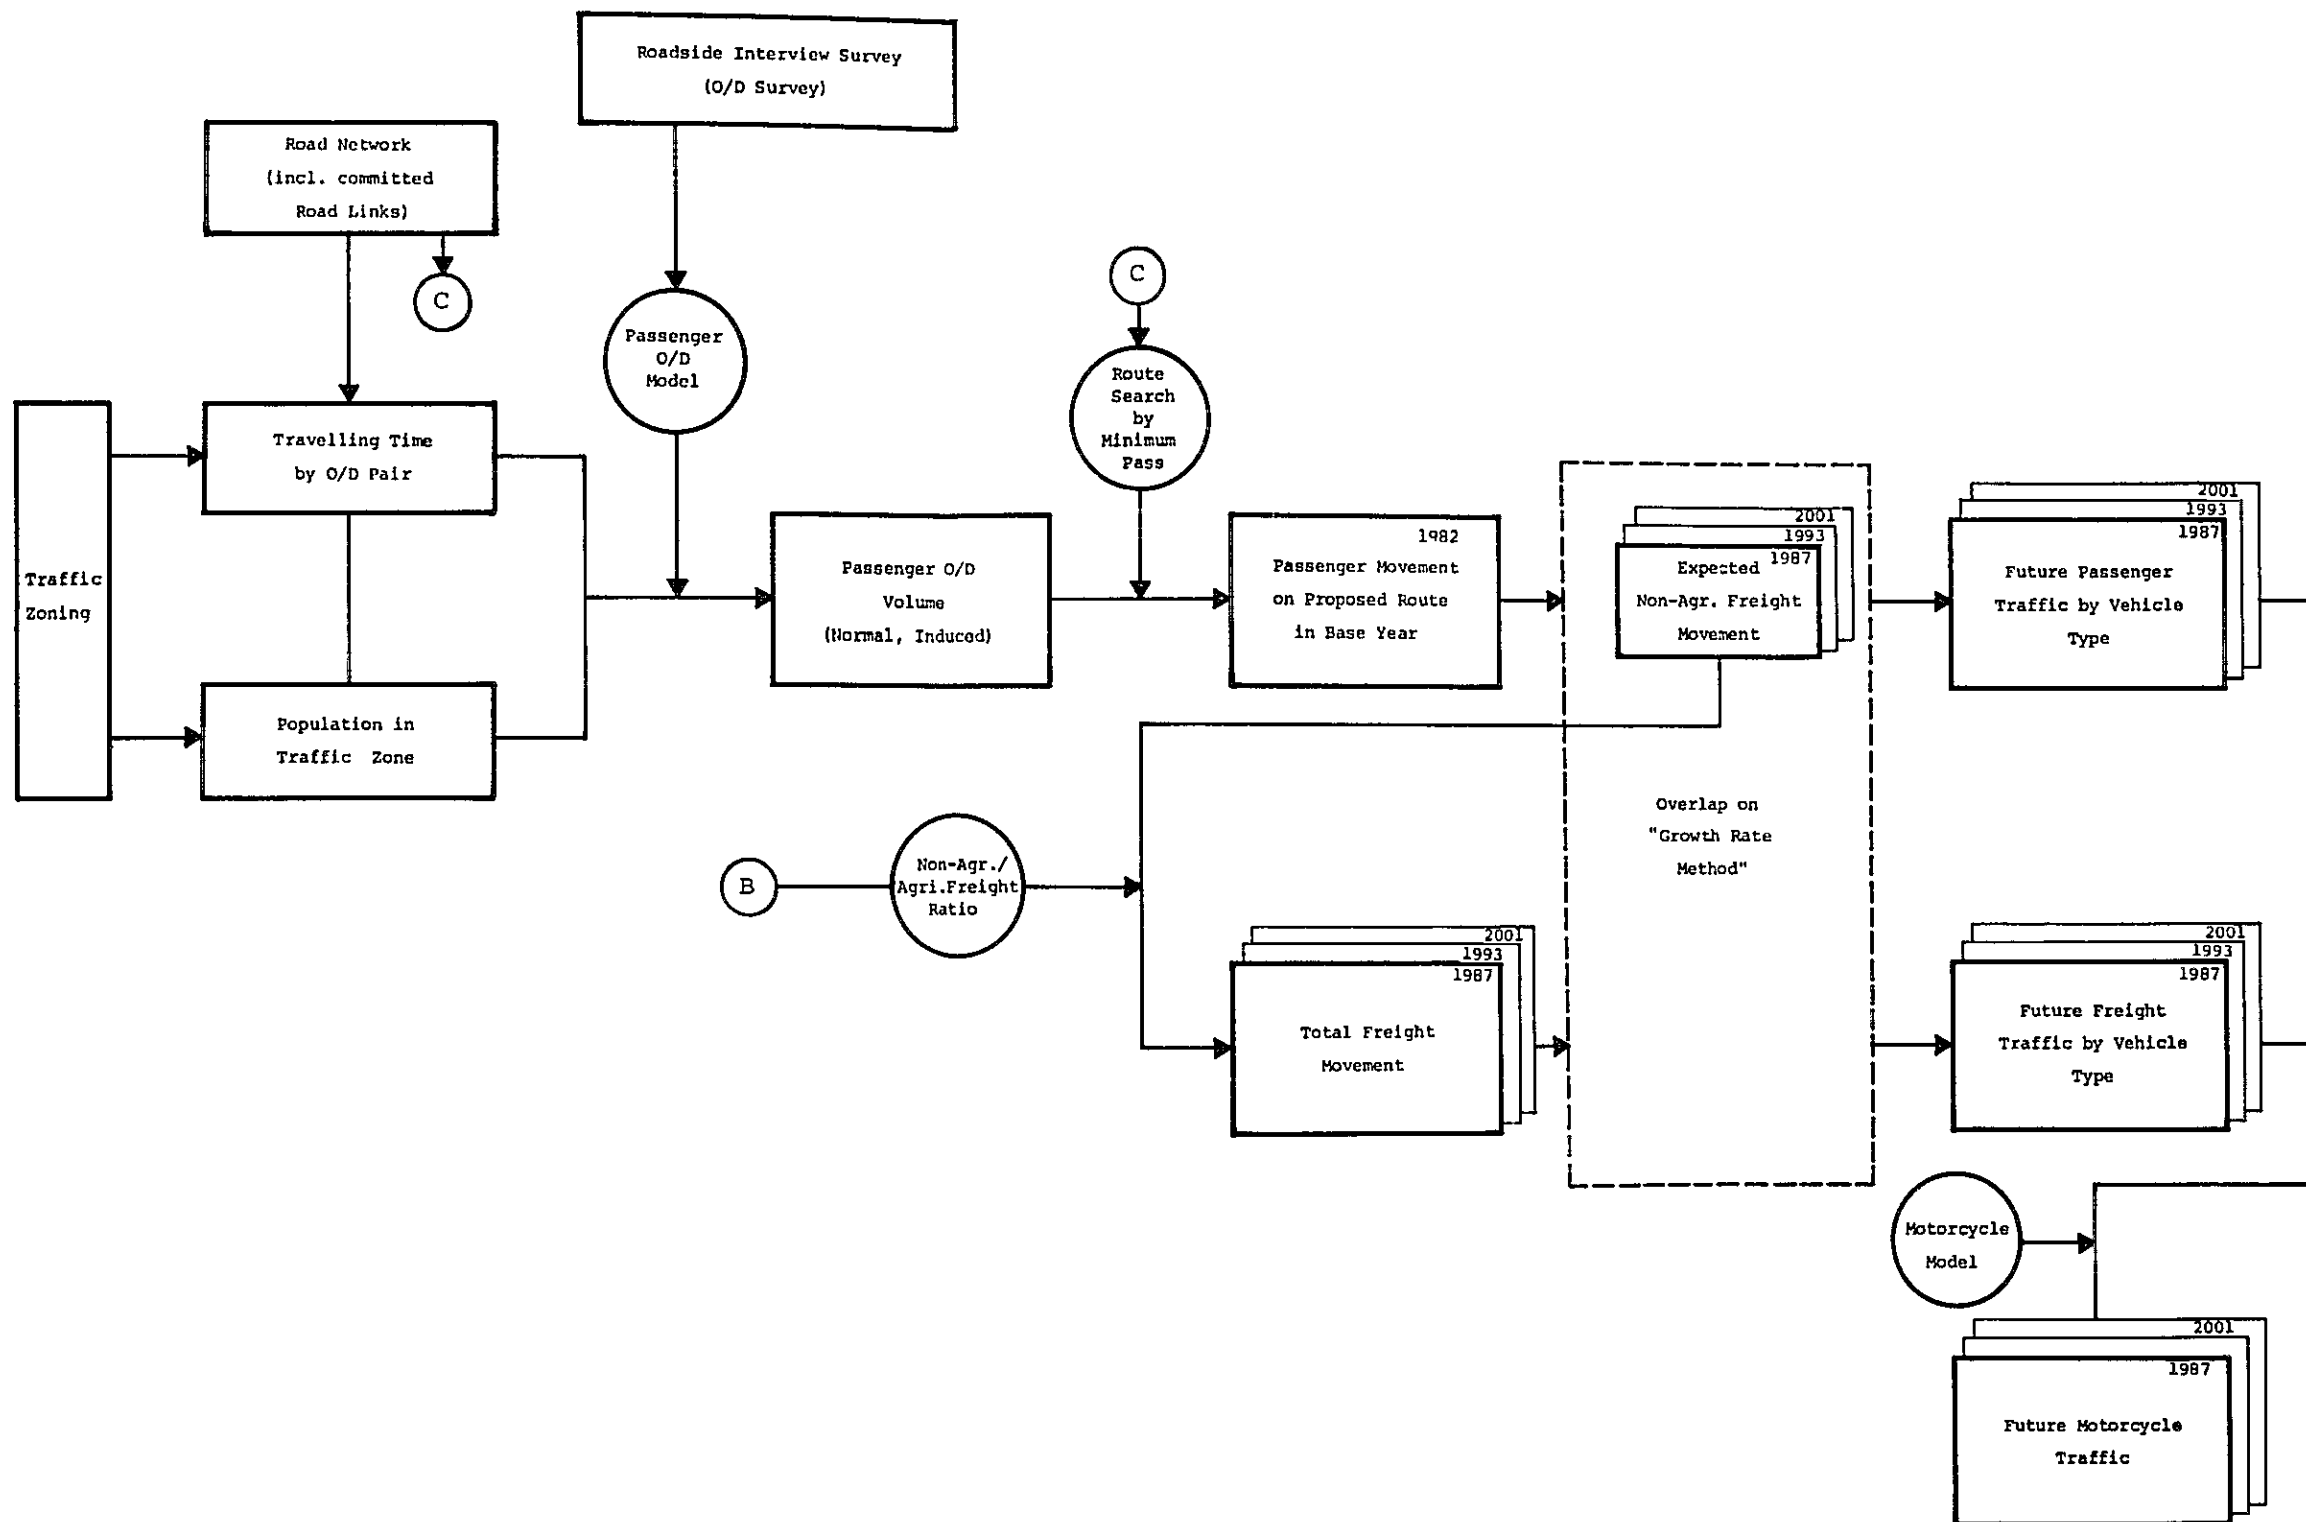 Roadside Interview Survey
(O/D Survey)
Road Network
(incl. committed
Road Links)
C
Passenger
O/D
Model
C
Route
Search
by
Minimum
Pass
Traffic
Zoning
Travelling Time
by O/D Pair
Population in
Traffic Zone
Passenger O/D
Volume
(Normal, Induced)
1982
Passenger Movement
on Proposed Route
in Base Year
2001
1993
1987
Expected
Non-Agr. Freight
Movement
2001
1993
1987
Future Passenger
Traffic by Vehicle
Type
Overlap on
"Growth Rate
Method"
B
Non-Agr./
Agri.Freight
Ratio
2001
1993
1987
Total Freight
Movement
2001
1993
1987
Future Freight
Traffic by Vehicle
Type
Motorcycle
Model
2001
1987
Future Motorcycle
Traffic